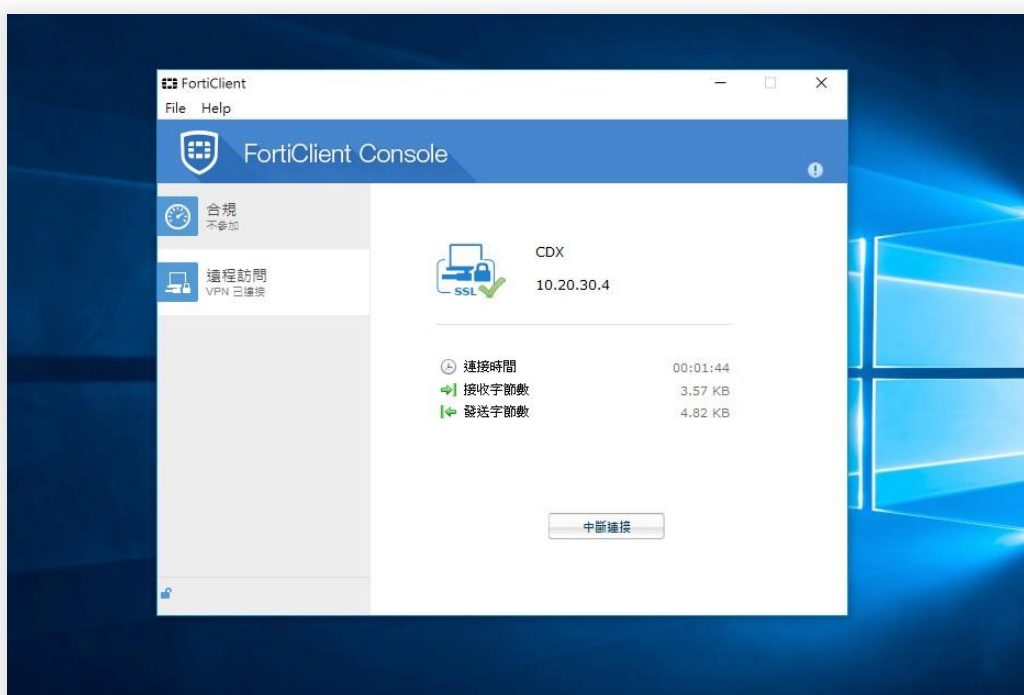 FortiClient
File Help
FortiClient Console
合規
不參加
遠程訪問
VPN 已連接
SSL
CDX
10.20.30.4
連接時間 00:01:44
接收字節數 3.57 KB
發送字節數 4.82 KB
中斷連接